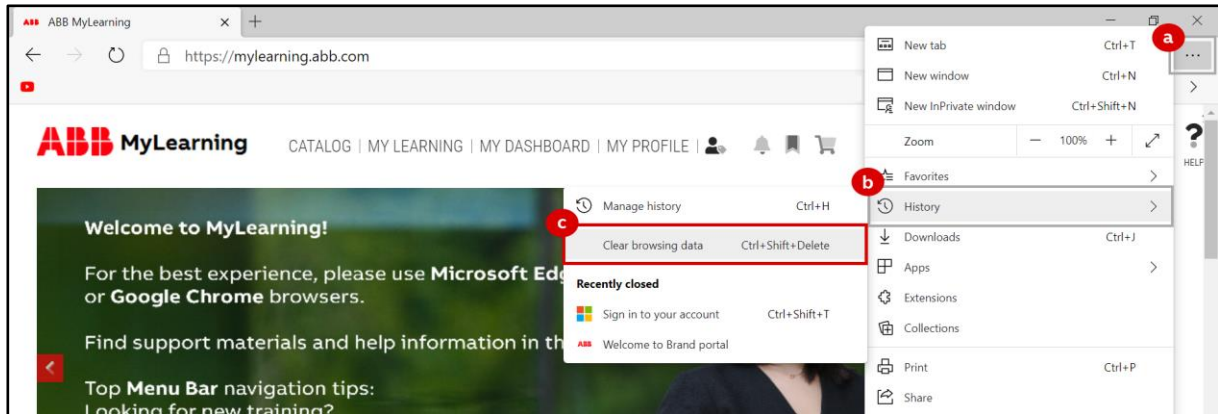 ABB ABB MyLearning
https://mylearning.abb.com
a
...
New tab Ctrl+T
New window Ctrl+N
New InPrivate window Ctrl+Shift+N
Zoom 100%
ABB MyLearning CATALOG | MY LEARNING | MY DASHBOARD | MY PROFILE |
?
HELP
b
Favorites
History
Downloads Ctrl+J
Apps
Extensions
Collections
Print Ctrl+P
Share
c
Manage history Ctrl+H
Clear browsing data Ctrl+Shift+Delete
Recently closed
Sign in to your account Ctrl+Shift+T
ABB Welcome to Brand portal
Welcome to MyLearning!
For the best experience, please use Microsoft Ed
or Google Chrome browsers.
Find support materials and help information in th
Top Menu Bar navigation tips:
Looking for new training?